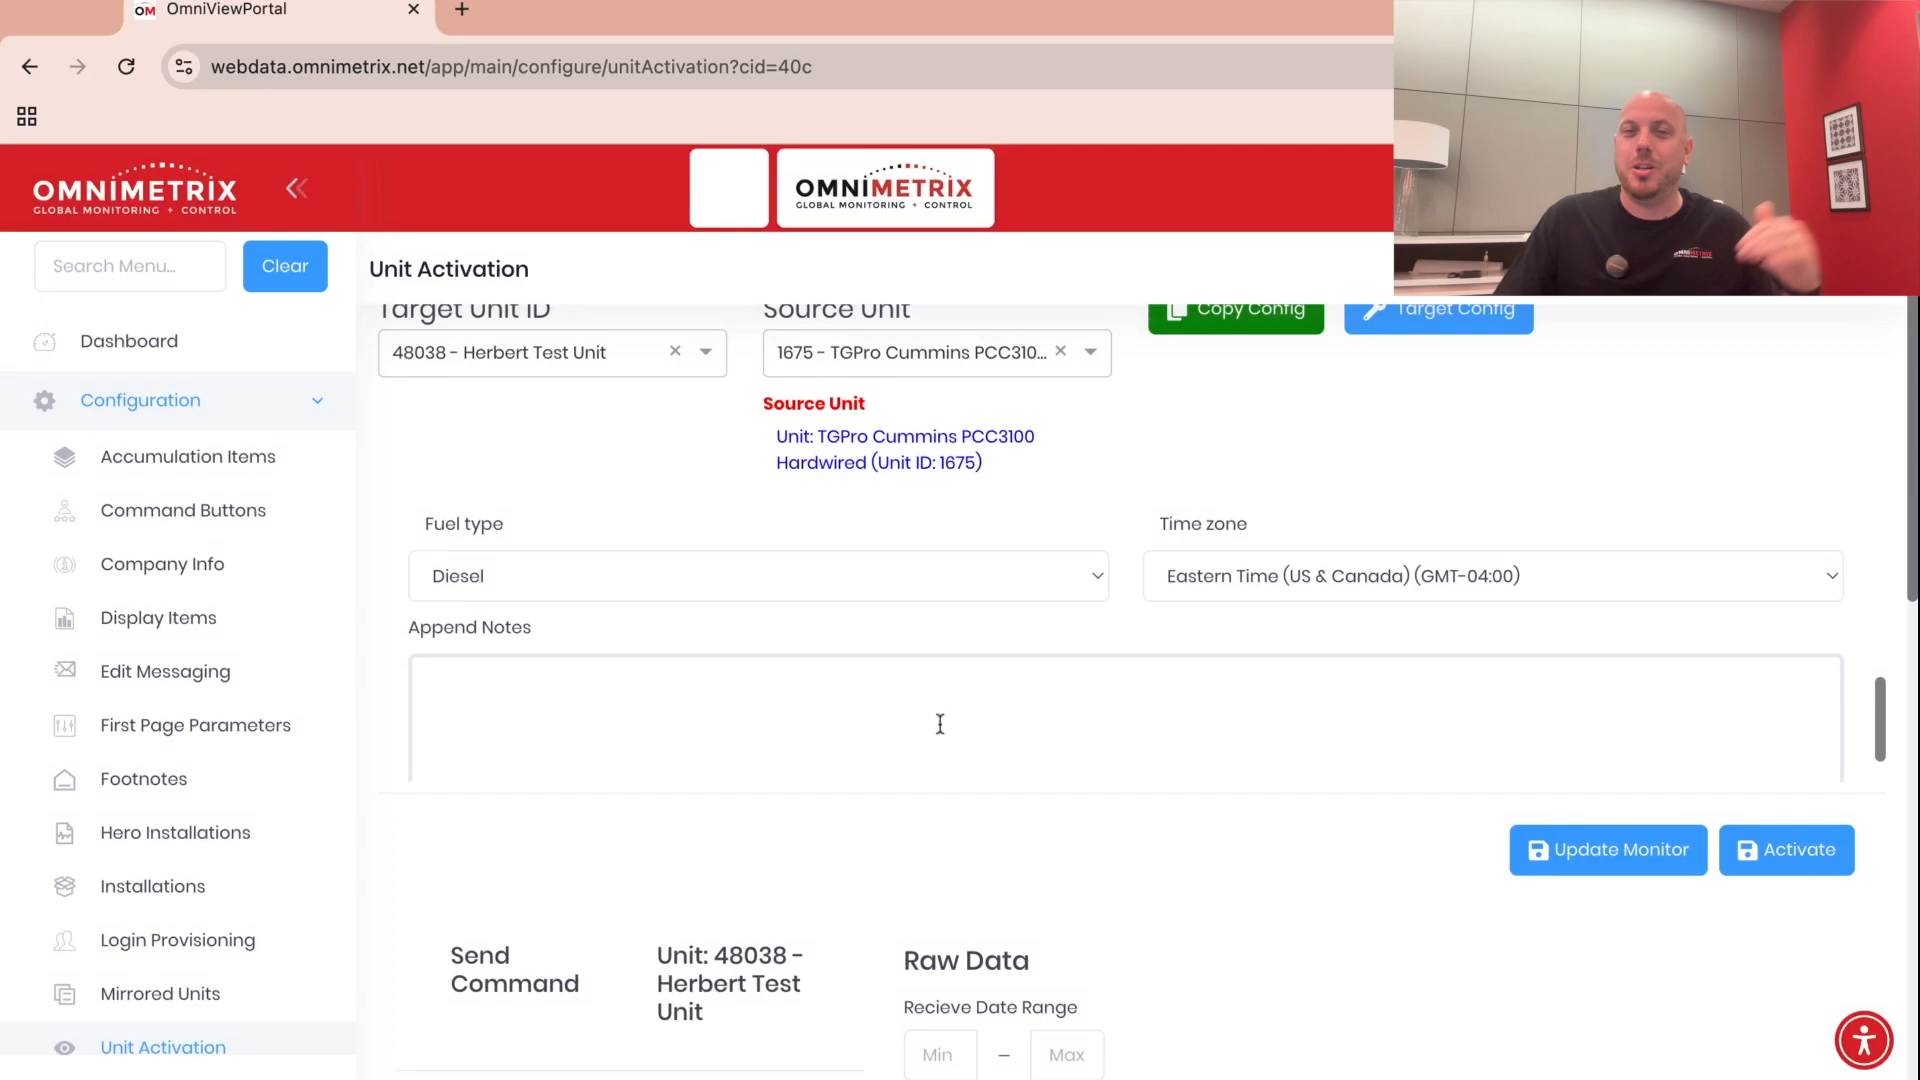 OM OmniViewPortal
webdata.omnimetrix.net/app/main/configure/unitActivation?cid=40c
OMNIMETRIX
GLOBAL MONITORING + CONTROL
OMNIMETRIX
GLOBAL MONITORING + CONTROL
OMNIMETRIX
Search Menu...
Clear
Unit Activation
Target Unit ID
Source Unit
Copy Config
Target Config
48038 - Herbert Test Unit
1675 - TGPro Cummins PCC310...
Source Unit
Unit: TGPro Cummins PCC3100
Hardwired (Unit ID: 1675)
Dashboard
Configuration
Accumulation Items
Command Buttons
Company Info
Display Items
Edit Messaging
First Page Parameters
Footnotes
Hero Installations
Installations
Login Provisioning
Mirrored Units
Unit Activation
Fuel type
Time zone
Diesel
Eastern Time (US & Canada) (GMT-04:00)
Append Notes
Update Monitor
Activate
Send
Command
Unit: 48038 -
Herbert Test
Unit
Raw Data
Recieve Date Range
Min
–
Max